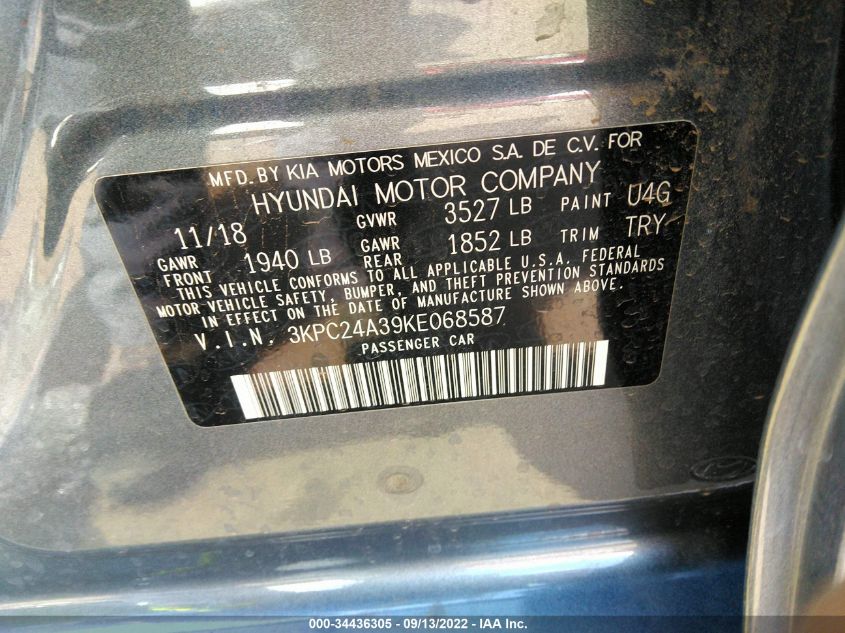 MFD. BY KIA MOTORS MEXICO S.A. DE C.V. FOR
HYUNDAI MOTOR COMPANY
11/18 GVWR 3527 LB PAINT U4G
GAWR FRONT 1940 LB GAWR REAR 1852 LB TRIM TRY
THIS VEHICLE CONFORMS TO ALL APPLICABLE U.S.A. FEDERAL
MOTOR VEHICLE SAFETY, BUMPER, AND THEFT PREVENTION STANDARDS
IN EFFECT ON THE DATE OF MANUFACTURE SHOWN ABOVE.
V.I.N. 3KPC24A39KE068587
PASSENGER CAR
000-34436305 - 09/13/2022 - IAA Inc.